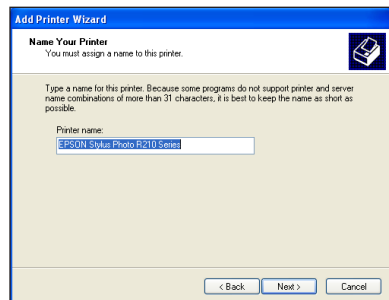 Add Printer Wizard
Name Your Printer
You must assign a name to this printer.
Type a name for this printer. Because some programs do not support printer and server
name combinations of more than 31 characters, it is best to keep the name as short as
possible.
Printer name:
EPSON Stylus Photo R210 Series
< Back
Next >
Cancel